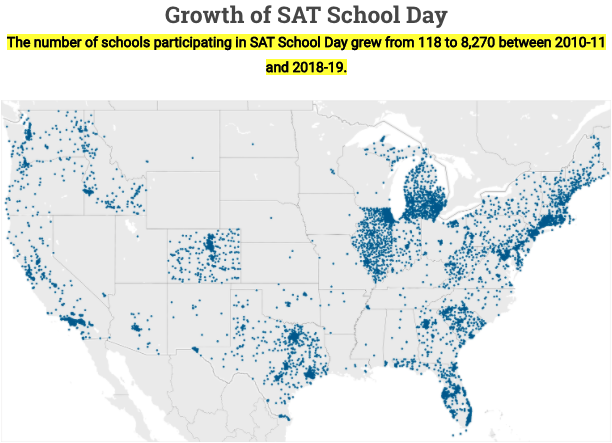 Growth of SAT School Day
The number of schools participating in SAT School Day grew from 118 to 8,270 between 2010-11
and 2018-19.